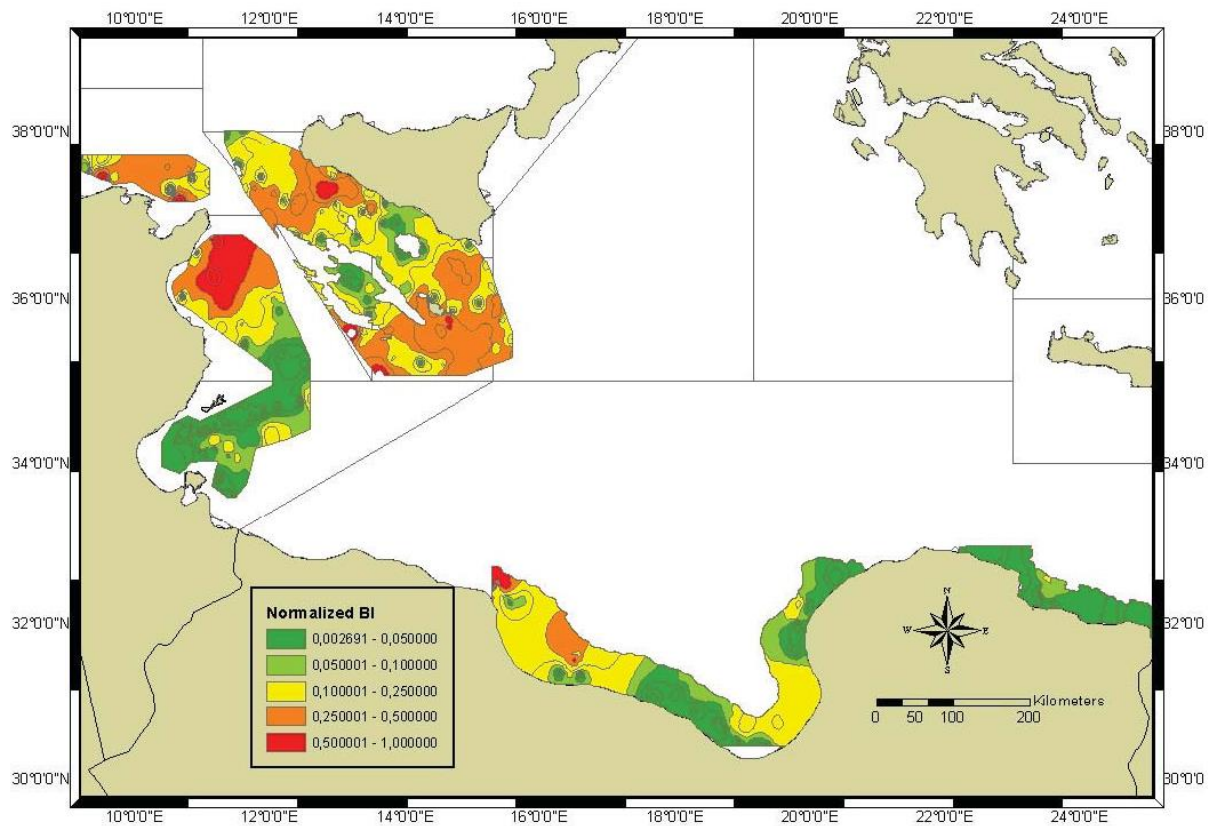 10°0'0"E 12°0'0"E 14°0'0"E 16°0'0"E 18°0'0"E 20°0'0"E 22°0'0"E 24°0'0"E
38°0'0"N 38°0'0
36°0'0"N 36°0'0
34°0'0"N 34°0'0
32°0'0"N 32°0'0
30°0'0"N 30°0'0
Normalized BI
0,002691 - 0,050000
0,050001 - 0,100000
0,100001 - 0,250000
0,250001 - 0,500000
0,500001 - 1,000000
N
W E
S
Kilometers
0 50 100 200
10°0'0"E 12°0'0"E 14°0'0"E 16°0'0"E 18°0'0"E 20°0'0"E 22°0'0"E 24°0'0"E